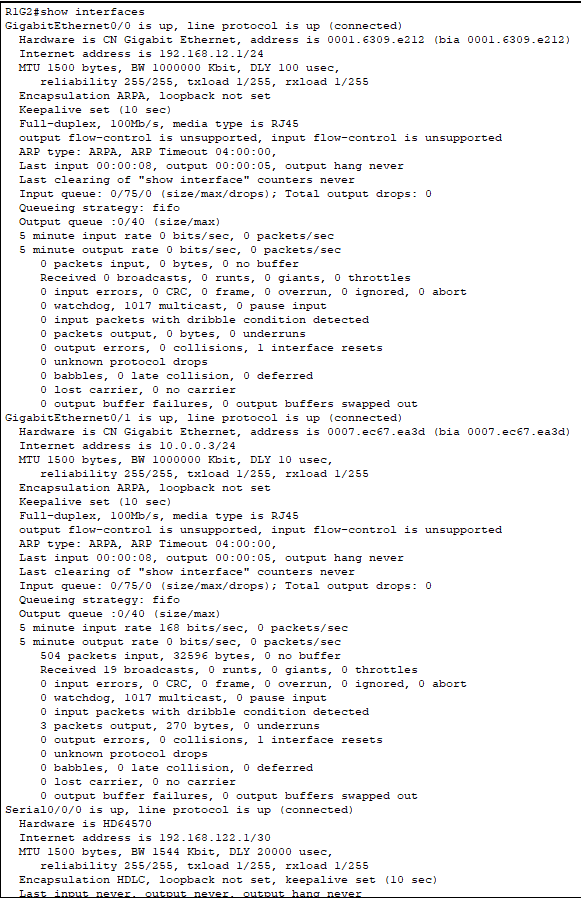 R1G2#show interfaces
GigabitEthernet0/0 is up, line protocol is up (connected)
Hardware is CN Gigabit Ethernet, address is 0001.6309.e212 (bia 0001.6309.e212)
Internet address is 192.168.12.1/24
MTU 1500 bytes, BW 1000000 Kbit, DLY 100 usec,
reliability 255/255, txload 1/255, rxload 1/255
Encapsulation ARPA, loopback not set
Keepalive set (10 sec)
Full-duplex, 100Mb/s, media type is RJ45
output flow-control is unsupported, input flow-control is unsupported
ARP type: ARPA, ARP Timeout 04:00:00,
Last input 00:00:08, output 00:00:05, output hang never
Last clearing of "show interface" counters never
Input queue: 0/75/0 (size/max/drops); Total output drops: 0
Queueing strategy: fifo
Output queue :0/40 (size/max)
5 minute input rate 0 bits/sec, 0 packets/sec
5 minute output rate 0 bits/sec, 0 packets/sec
0 packets input, 0 bytes, 0 no buffer
Received 0 broadcasts, 0 runts, 0 giants, 0 throttles
0 input errors, 0 CRC, 0 frame, 0 overrun, 0 ignored, 0 abort
0 watchdog, 1017 multicast, 0 pause input
0 input packets with dribble condition detected
0 packets output, 0 bytes, 0 underruns
0 output errors, 0 collisions, 1 interface resets
0 unknown protocol drops
0 babbles, 0 late collision, 0 deferred
0 lost carrier, 0 no carrier
0 output buffer failures, 0 output buffers swapped out
GigabitEthernet0/1 is up, line protocol is up (connected)
Hardware is CN Gigabit Ethernet, address is 0007.ec67.ea3d (bia 0007.ec67.ea3d)
Internet address is 10.0.0.3/24
MTU 1500 bytes, BW 1000000 Kbit, DLY 10 usec,
reliability 255/255, txload 1/255, rxload 1/255
Encapsulation ARPA, loopback not set
Keepalive set (10 sec)
Full-duplex, 100Mb/s, media type is RJ45
output flow-control is unsupported, input flow-control is unsupported
ARP type: ARPA, ARP Timeout 04:00:00,
Last input 00:00:08, output 00:00:05, output hang never
Last clearing of "show interface" counters never
Input queue: 0/75/0 (size/max/drops); Total output drops: 0
Queueing strategy: fifo
Output queue :0/40 (size/max)
5 minute input rate 168 bits/sec, 0 packets/sec
5 minute output rate 0 bits/sec, 0 packets/sec
504 packets input, 32596 bytes, 0 no buffer
Received 19 broadcasts, 0 runts, 0 giants, 0 throttles
0 input errors, 0 CRC, 0 frame, 0 overrun, 0 ignored, 0 abort
0 watchdog, 1017 multicast, 0 pause input
0 input packets with dribble condition detected
3 packets output, 270 bytes, 0 underruns
0 output errors, 0 collisions, 1 interface resets
0 unknown protocol drops
0 babbles, 0 late collision, 0 deferred
0 lost carrier, 0 no carrier
0 output buffer failures, 0 output buffers swapped out
Serial0/0/0 is up, line protocol is up (connected)
Hardware is HD64570
Internet address is 192.168.122.1/30
MTU 1500 bytes, BW 1544 Kbit, DLY 20000 usec,
reliability 255/255, txload 1/255, rxload 1/255
Encapsulation HDLC, loopback not set, keepalive set (10 sec)
Last input never, output never, output hang never